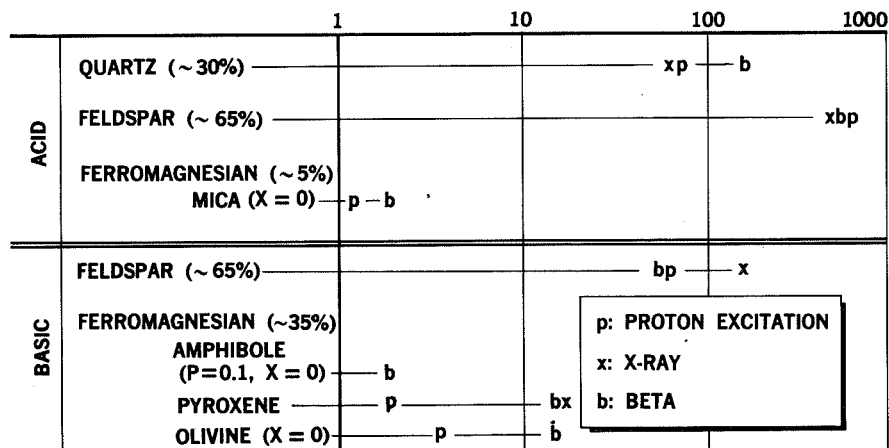 1 10 100 1000
ACID
QUARTZ (~30%) xp b
FELDSPAR (~ 65%) xbp
FERROMAGNESIAN (~5%)
MICA (X = 0) p b
BASIC
FELDSPAR (~65%) bp x
FERROMAGNESIAN (~35%)
AMPHIBOLE
(P=0.1, X = 0) b
PYROXENE p bx
OLIVINE (X = 0) p b
p: PROTON EXCITATION
x: X-RAY
b: BETA